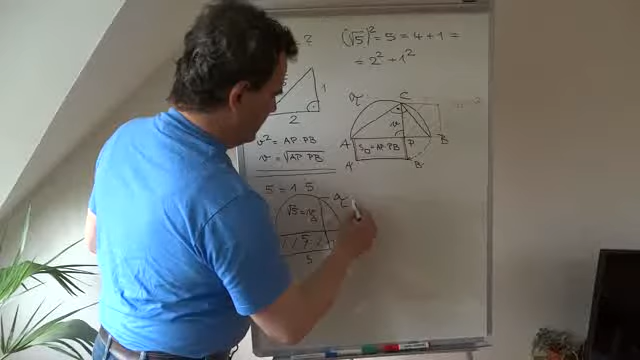 = ?
(√5)² = 5 = 4 + 1 =
= 2² + 1²
1
2
C
v
A P B
S□ = AP·PB
A' B'
v² = AP·PB
v = √AP·PB
5 = 1 5
√5 = v
5